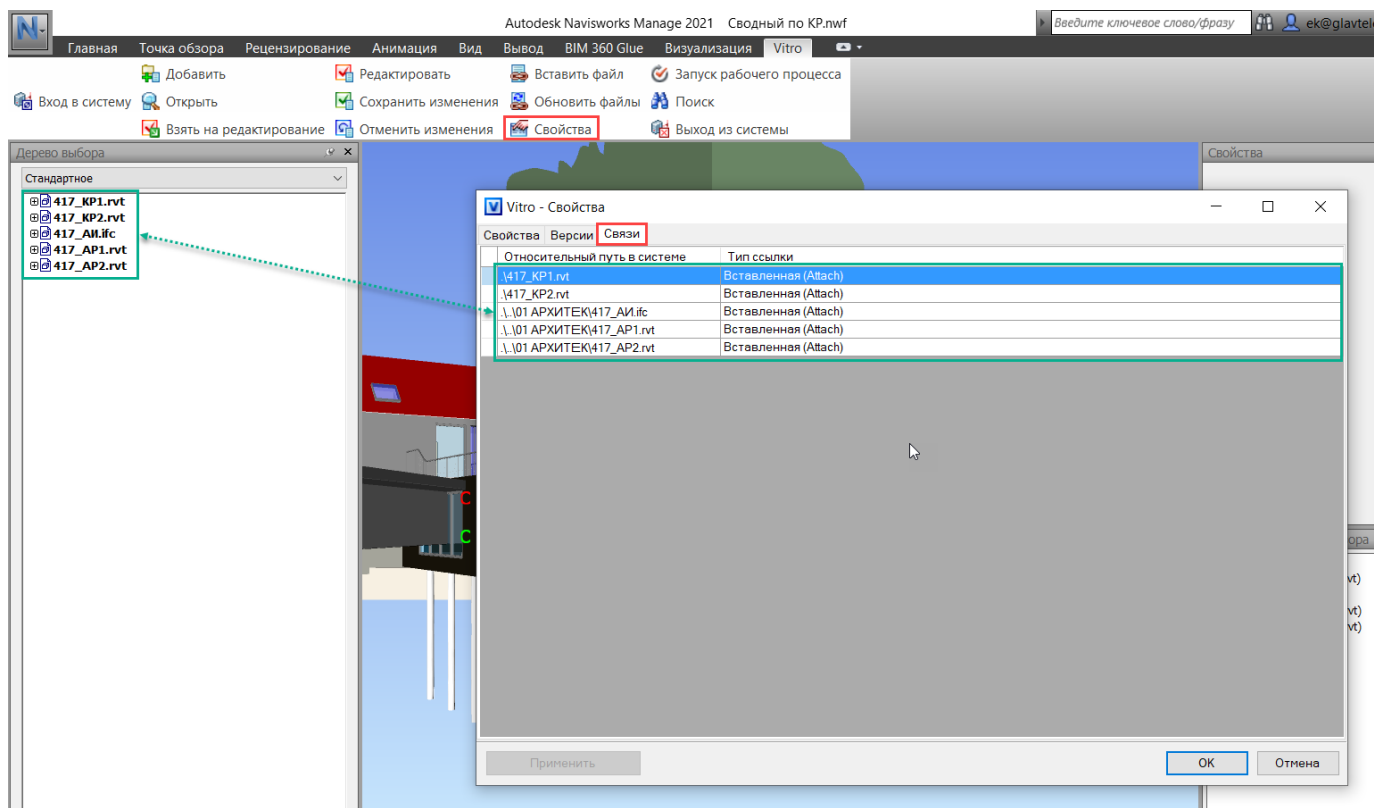 Autodesk Navisworks Manage 2021 Сводный по КР.nwf
Введите ключевое слово/фразу
ek@glavtel
Главная Точка обзора Рецензирование Анимация Вид Вывод BIM 360 Glue Визуализация Vitro
Добавить Редактировать Вставить файл Запуск рабочего процесса
Вход в систему Открыть Сохранить изменения Обновить файлы Поиск
Взять на редактирование Отменить изменения Свойства Выход из системы
Дерево выбора
Свойства
Стандартное
417_КР1.rvt
417_КР2.rvt
417_АИ.ifc
417_АР1.rvt
417_АР2.rvt
Vitro - Свойства
Свойства Версии Связи
Относительный путь в системе Тип ссылки
.\417_КР1.rvt Вставленная (Attach)
.\417_КР2.rvt Вставленная (Attach)
.\..\01 АРХИТЕК\417_АИ.ifc Вставленная (Attach)
.\..\01 АРХИТЕК\417_АР1.rvt Вставленная (Attach)
.\..\01 АРХИТЕК\417_АР2.rvt Вставленная (Attach)
С
С
ора
vt)
vt)
vt)
Применить OK Отмена